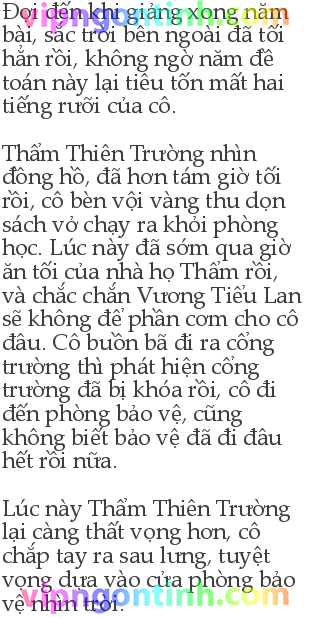 Đợi đến khi giảng xong năm
bài, sắc trời bên ngoài đã tối
hẳn rồi, không ngờ năm đề
toán này lại tiêu tốn mất hai
tiếng rưỡi của cô.
Thẩm Thiên Trường nhìn
đồng hồ, đã hơn tám giờ tối
rồi, cô bèn vội vàng thu dọn
sách vở chạy ra khỏi phòng
học. Lúc này đã sớm qua giờ
ăn tối của nhà họ Thẩm rồi,
và chắc chắn Vương Tiểu Lan
sẽ không để phần cơm cho cô
đâu. Cô buồn bã đi ra cổng
trường thì phát hiện cổng
trường đã bị khóa rồi, cô đi
đến phòng bảo vệ, cũng
không biết bảo vệ đã đi đâu
hết rồi nữa.
Lúc này Thẩm Thiên Trường
lại càng thất vọng hơn, cô
chắp tay ra sau lưng, tuyệt
vọng dựa vào cửa phòng bảo
vệ nhìn trời.
vipngontinh.com
vipngontinh.com